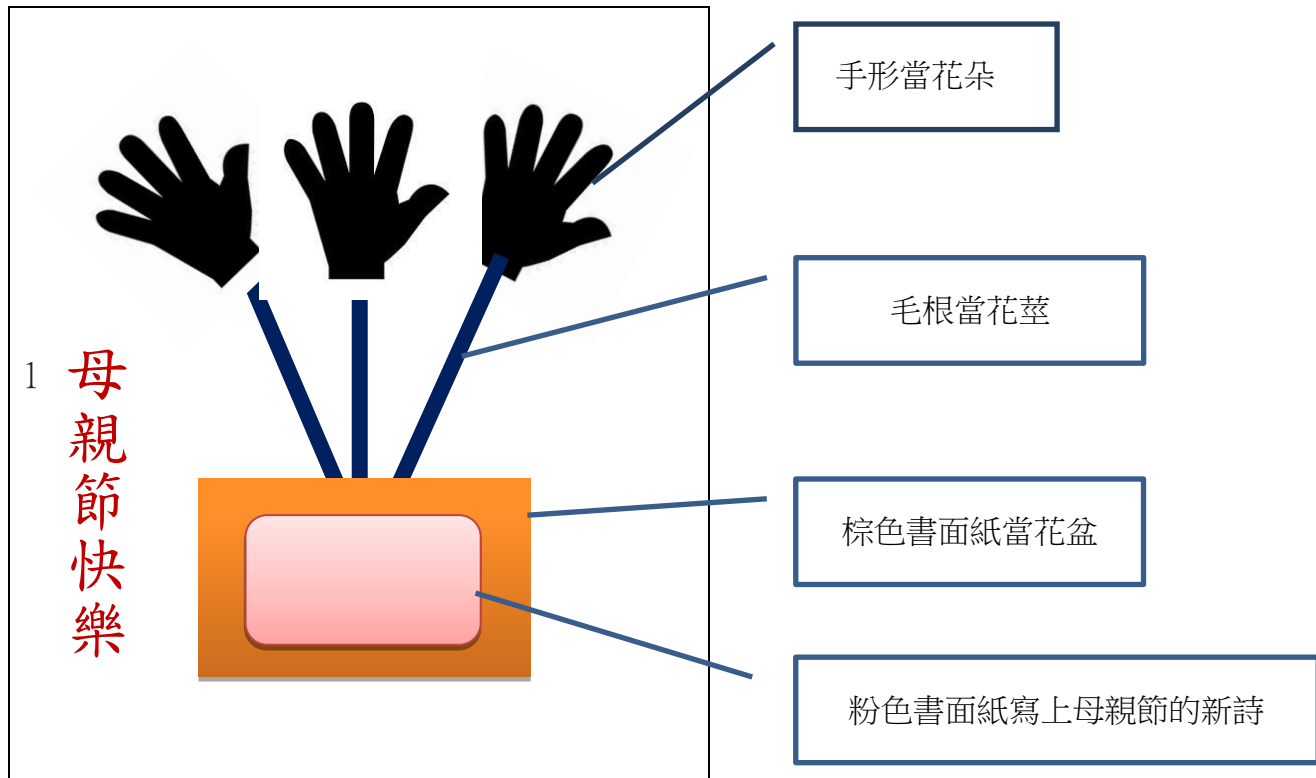 1
母親節快樂
手形當花朵
毛根當花莖
棕色書面紙當花盆
粉色書面紙寫上母親節的新詩